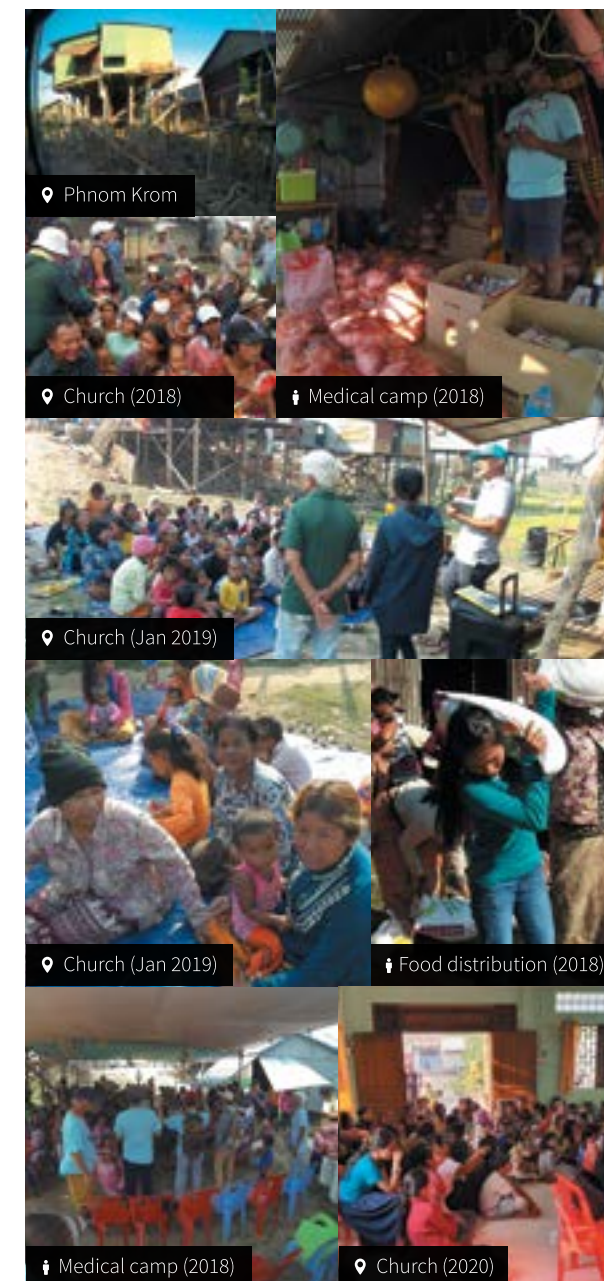 Phnom Krom
Church (2018)
Medical camp (2018)
Church (Jan 2019)
Church (Jan 2019)
Food distribution (2018)
Medical camp (2018)
Church (2020)